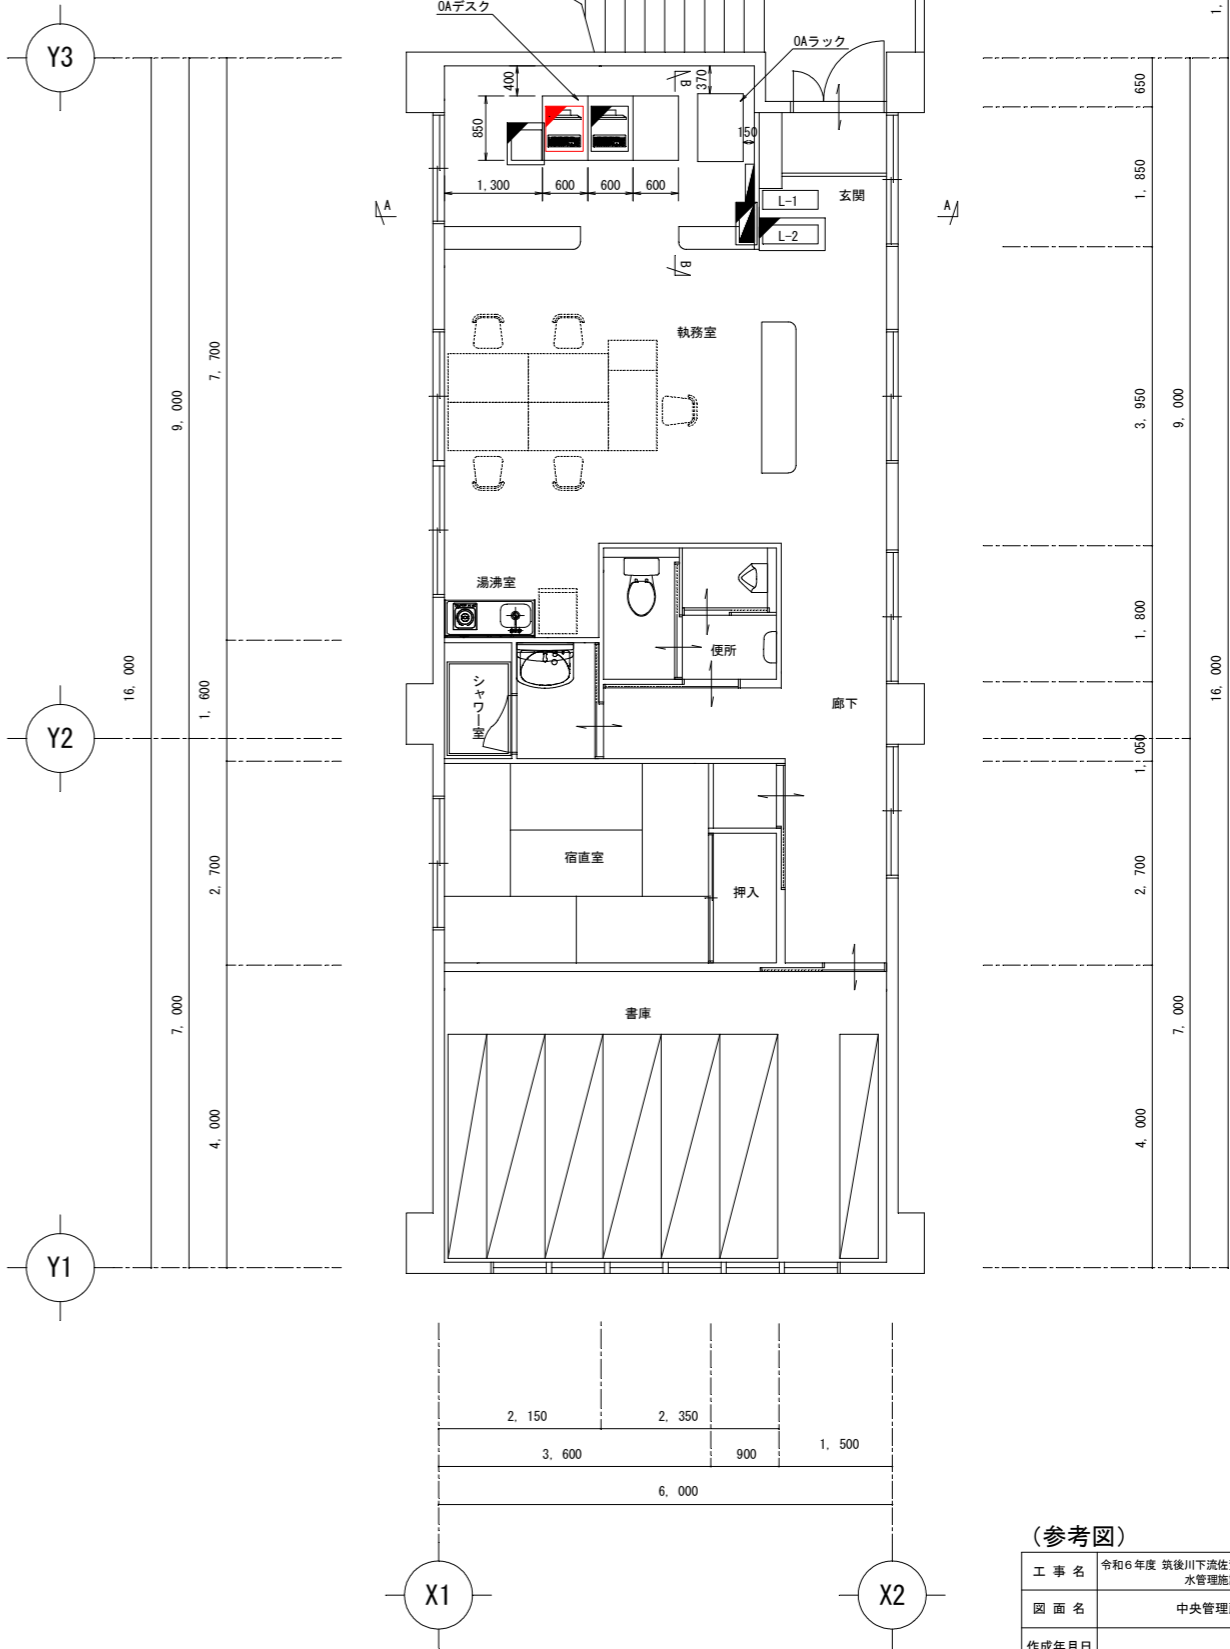 OAデスク
1,
Y3
OAラック
400
370
B
650
850
150
1,300
600
600
600
1, 850
玄関
L-1
A
A
L-2
B
執務室
7, 700
9, 000
3, 950
9, 000
湯沸室
1, 800
便所
16, 000
シャワー室
1, 600
廊下
16, 000
Y2
1, 050
宿直室
2, 700
押入
2, 700
7, 000
書庫
7, 000
4, 000
4, 000
Y1
2, 150
2, 350
3, 600
900
1, 500
6, 000
(参考図)
X1
X2
工 事 名
令和6年度 筑後川下流佐
水管理施
図 面 名
中央管理
作成年月日